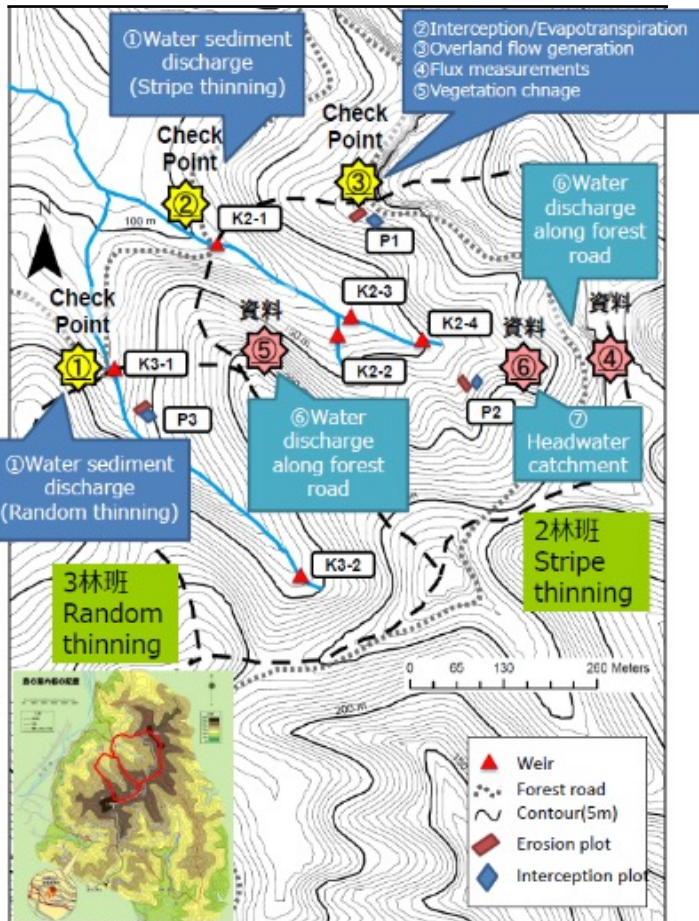 ①Water sediment
discharge
(Stripe thinning)
②Interception/Evapotranspiration
③Overland flow generation
④Flux measurements
⑤Vegetation chnage
Check
Point
②
Check
Point
③
⑥Water
discharge
along forest
road
100 m
K2-1
P1
N
Check
Point
①
K3-1
資料
⑤
K2-3
K2-4
K2-2
資料
⑥
資料
④
P3
P2
⑥Water
discharge
along forest
road
⑦
Headwater
catchment
①Water sediment
discharge
(Random thinning)
K3-2
3林班
Random
thinning
2林班
Stripe
thinning
0 65 130 260 Meters
200 m
Weir
Forest road
Contour(5m)
Erosion plot
Interception plot